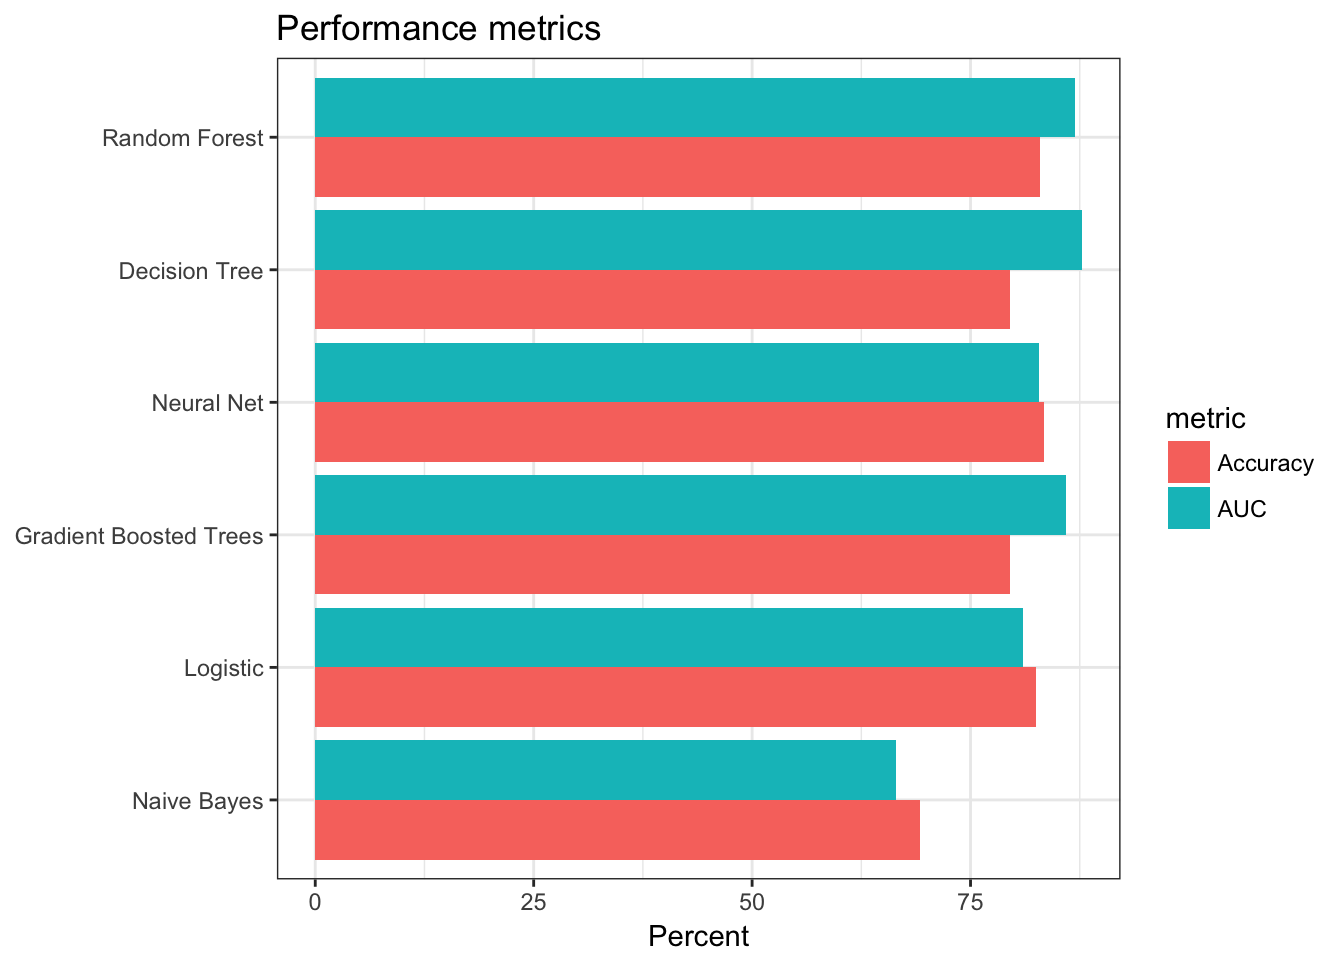 Performance metrics
Random Forest
Decision Tree
Neural Net
Gradient Boosted Trees
Logistic
Naive Bayes
0 25 50 75
Percent
metric
Accuracy
AUC